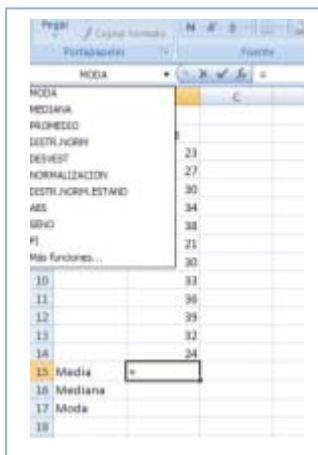 Pegar
Copiar formato
N
Portapapeles
Fuente
MODA
=
MODA
C
MEDIANA
PROMEDIO
DISTR.NORM
DESVEST
23
NORMALIZACION
27
DISTR.NORM.ESTAND
30
ABS
34
SENO
38
PI
21
Más funciones...
30
10 33
11 36
12 39
13 32
14 24
15 Media =
16 Mediana
17 Moda
18